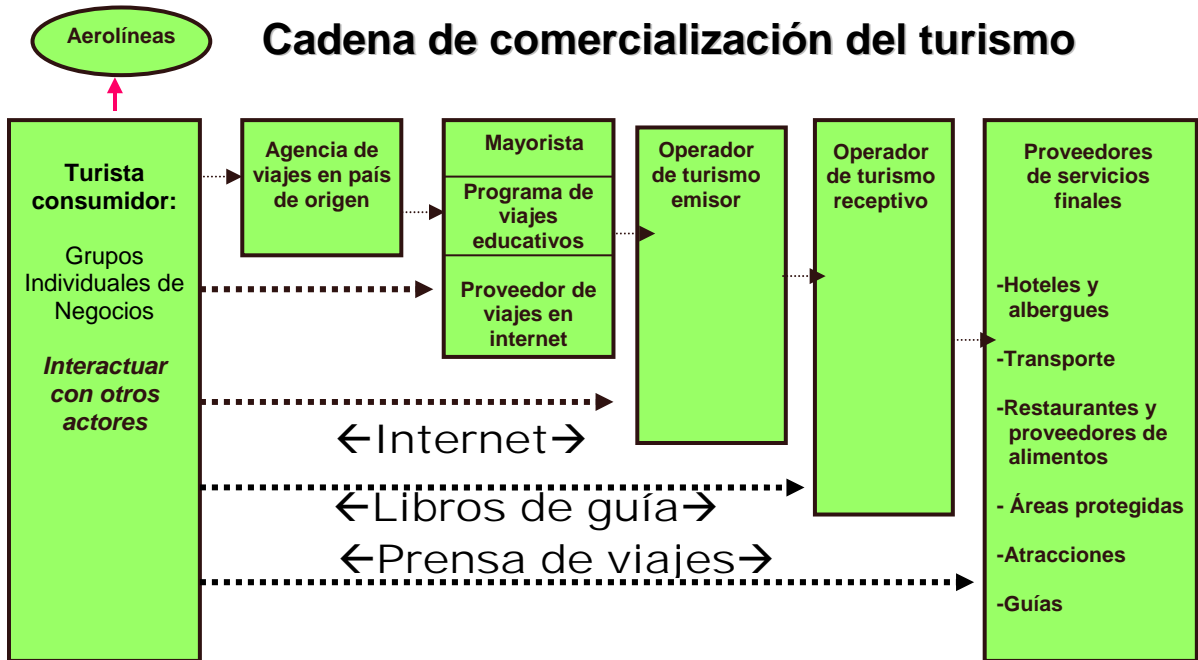 Aerolíneas
Cadena de comercialización del turismo
Turista
consumidor:
Grupos
Individuales de
Negocios
Interactuar
con otros
actores
Agencia de
viajes en país
de origen
Mayorista
Programa de
viajes
educativos
Proveedor de
viajes en
internet
Operador
de turismo
emisor
Operador
de turismo
receptivo
Proveedores
de servicios
finales
-Hoteles y
albergues
-Transporte
-Restaurantes y
proveedores de
alimentos
- Áreas protegidas
-Atracciones
-Guías
←Internet→
←Libros de guía→
←Prensa de viajes→